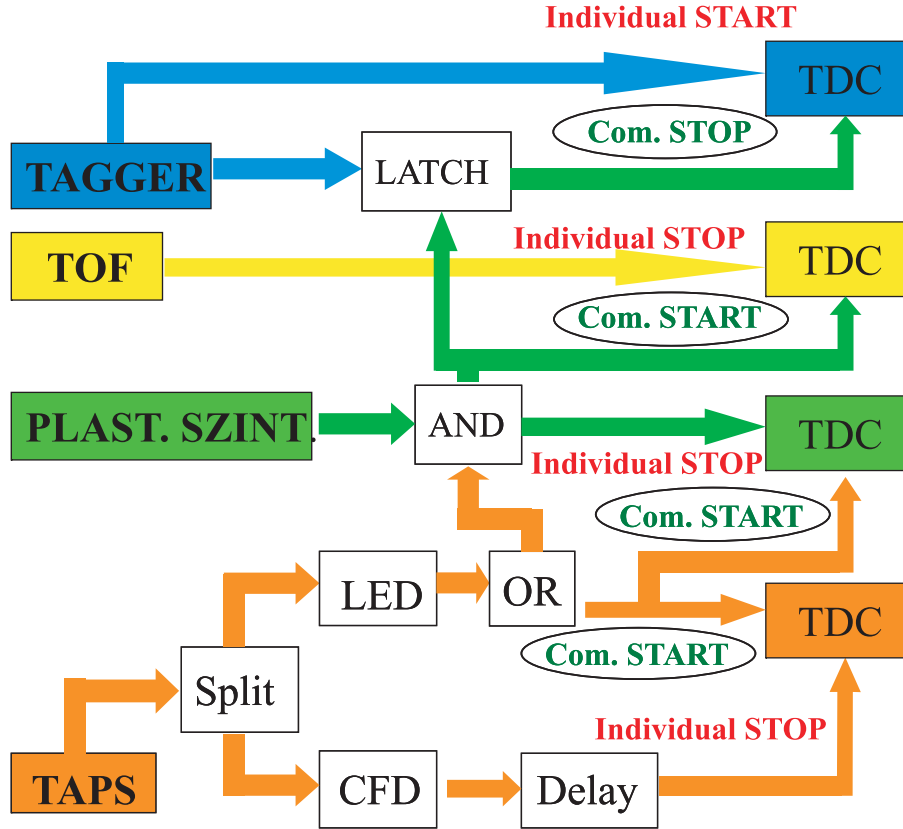 Individual START
TDC
Com. STOP
TAGGER
LATCH
Individual STOP
TOF
TDC
Com. START
PLAST. SZINT.
AND
TDC
Individual STOP
Com. START
LED
OR
TDC
Com. START
Split
Individual STOP
TAPS
CFD
Delay